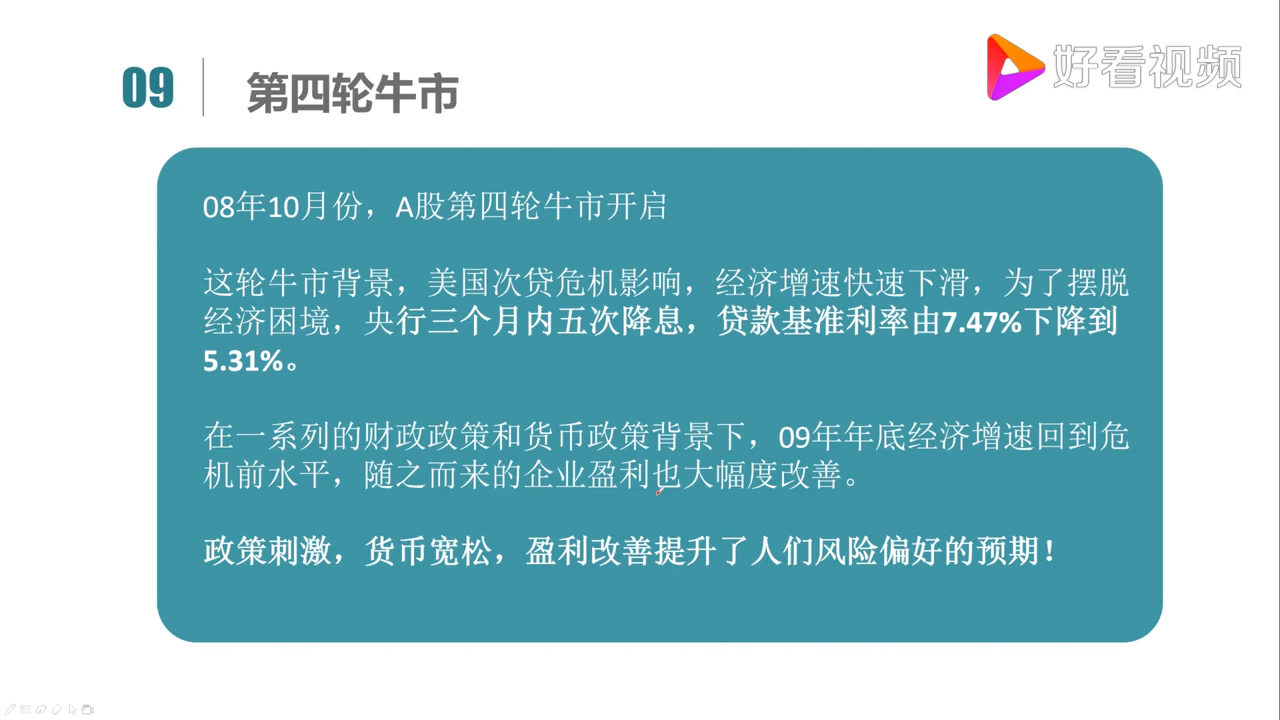 09
第四轮牛市
好看视频
08年10月份，A股第四轮牛市开启
这轮牛市背景，美国次贷危机影响，经济增速快速下滑，为了摆脱
经济困境，央行三个月内五次降息，贷款基准利率由7.47%下降到
5.31%。
在一系列的财政政策和货币政策背景下，09年年底经济增速回到危
机前水平，随之而来的企业盈利也大幅度改善。
政策刺激，货币宽松，盈利改善提升了人们风险偏好的预期！